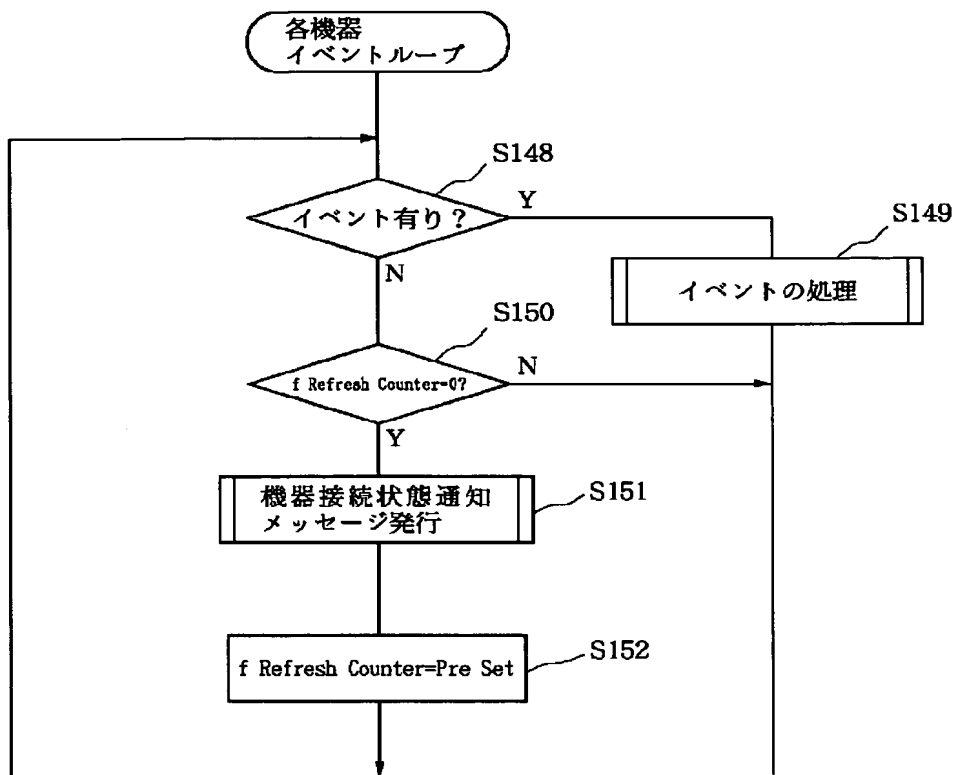 各機器
イベントループ
S148
イベント有り?
Y
S149
イベントの処理
N
S150
f Refresh Counter=0?
N
Y
機器接続状態通知
メッセージ発行
S151
f Refresh Counter=Pre Set
S152